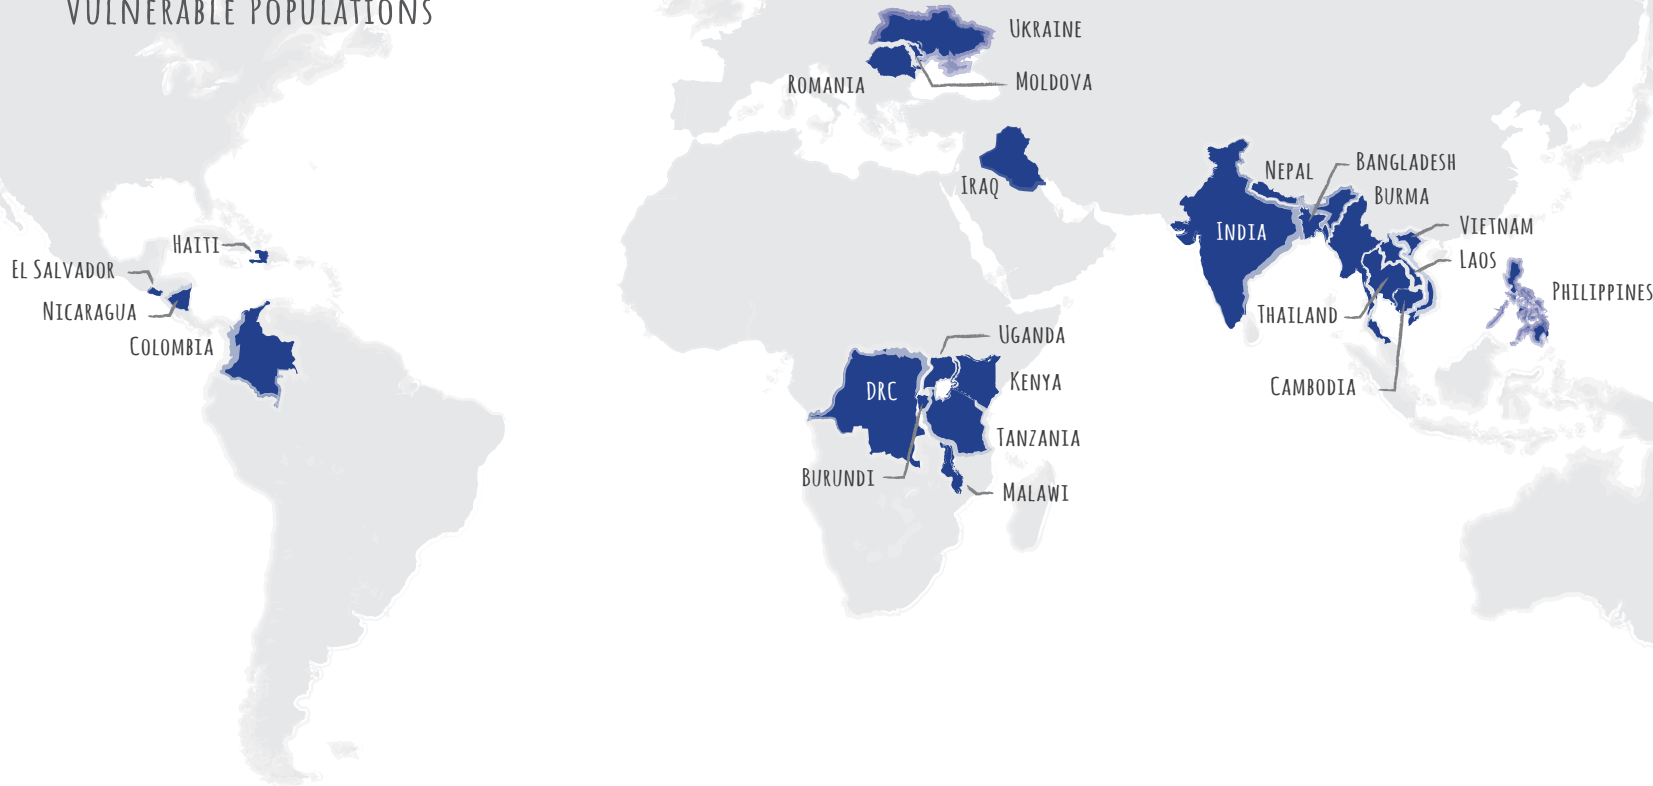 VULNERABLE POPULATIONS
UKRAINE
ROMANIA
MOLDOVA
IRAQ
NEPAL
BANGLADESH
BURMA
INDIA
VIETNAM
LAOS
THAILAND
PHILIPPINES
CAMBODIA
HAITI
EL SALVADOR
NICARAGUA
COLOMBIA
UGANDA
DRC
KENYA
TANZANIA
BURUNDI
MALAWI